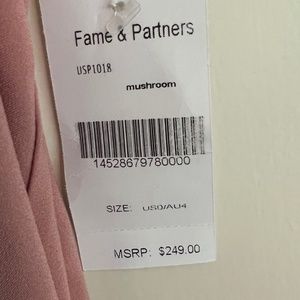 Fame & Partners
USP1018
mushroom
14528679780000
SIZE: US0/AU4
MSRP: $249.00